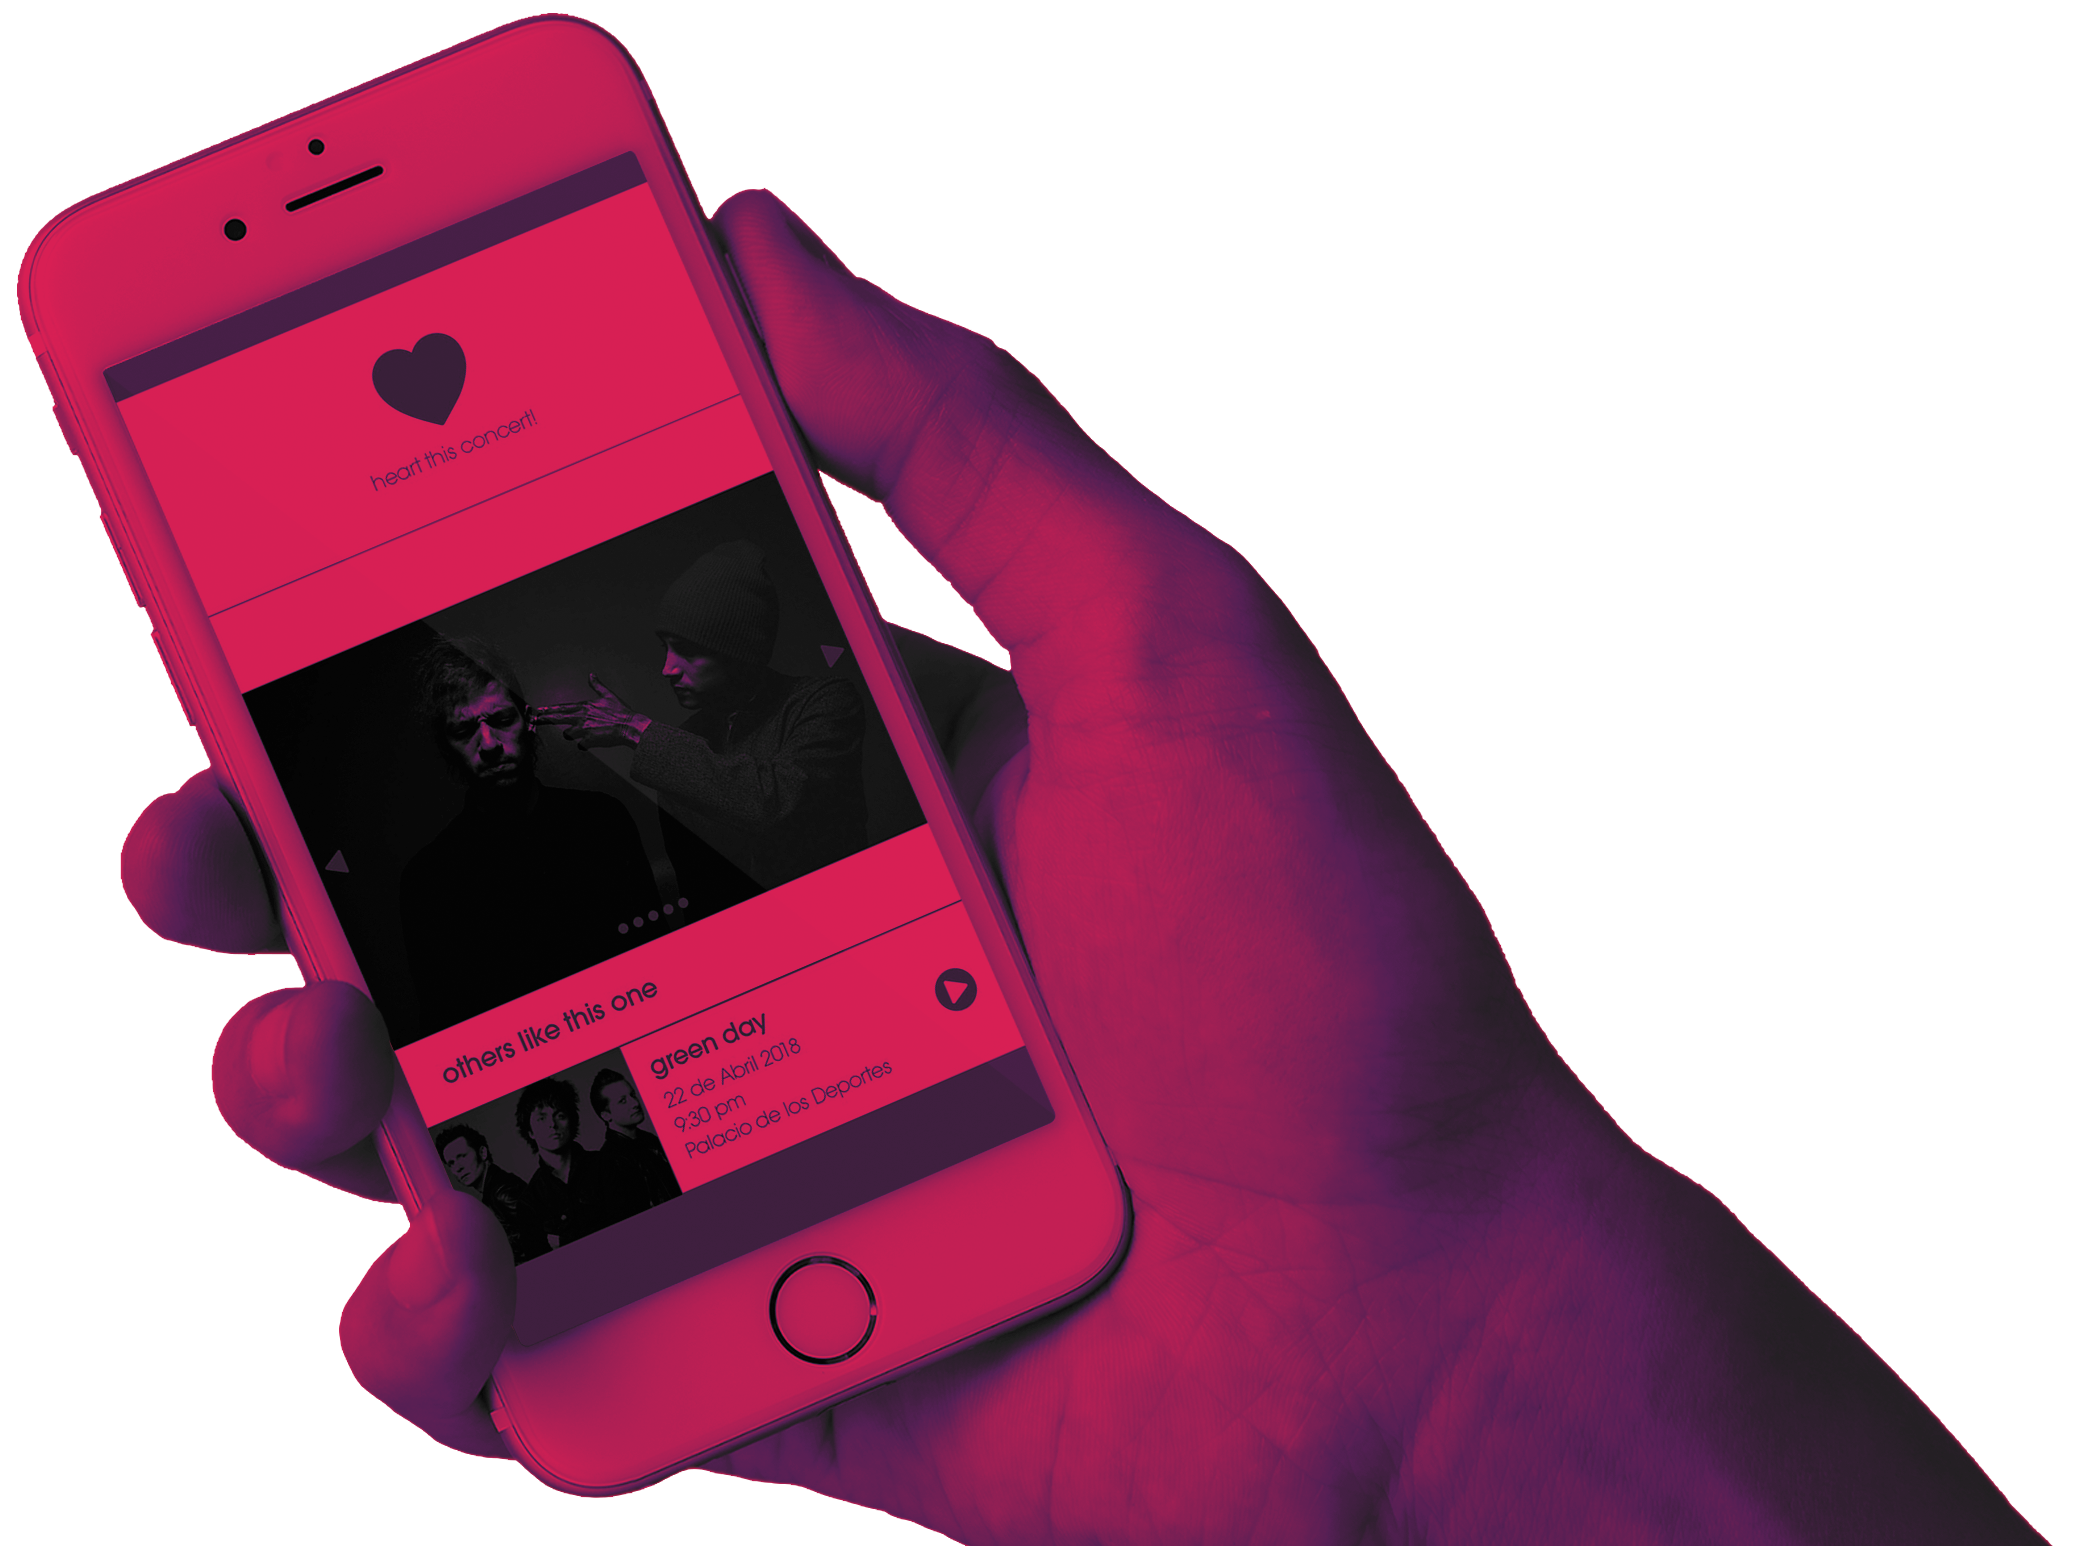 heart this concert!
others like this one
green day
22 de Abril 2018
9:30 pm
Palacio de los Deportes